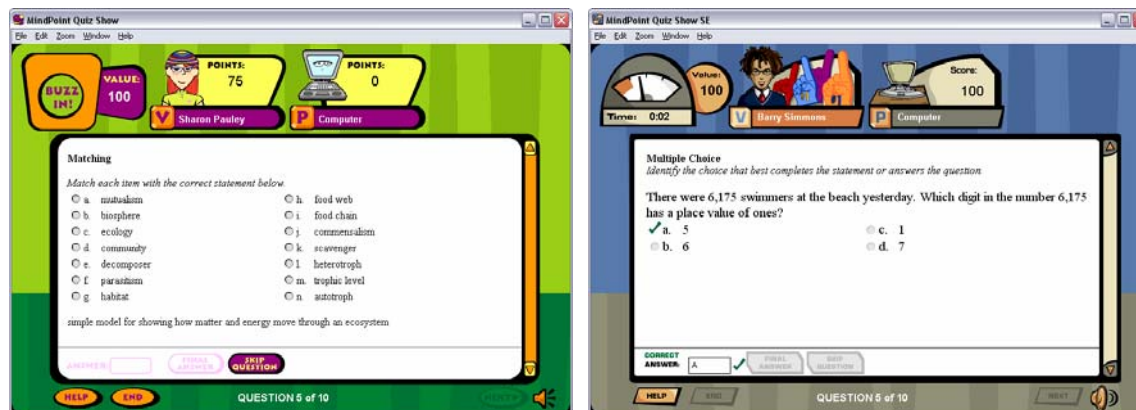 MindPoint Quiz Show
File Edit Zoom Window Help
BUZZ IN!
VALUE:
100
POINTS:
75
V Sharon Pauley
POINTS:
0
P Computer
Matching
Match each item with the correct statement below.
a. mutualism
b. biosphere
c. ecology
d. community
e. decomposer
f. parasitism
g. habitat
h. food web
i. food chain
j. commensalism
k. scavenger
l. heterotroph
m. trophic level
n. autotroph
simple model for showing how matter and energy move through an ecosystem
ANSWER:
FINAL ANSWER
SKIP QUESTION
HELP
END
QUESTION 5 of 10
NEXT
MindPoint Quiz Show SE
File Edit Zoom Window Help
Time: 0:02
Value:
100
V Barry Simmons
Score:
100
P Computer
Multiple Choice
Identify the choice that best completes the statement or answers the question
There were 6,175 swimmers at the beach yesterday. Which digit in the number 6,175
has a place value of ones?
a. 5
b. 6
c. 1
d. 7
CORRECT ANSWER: A
FINAL ANSWER
SKIP QUESTION
HELP
END
QUESTION 5 of 10
NEXT